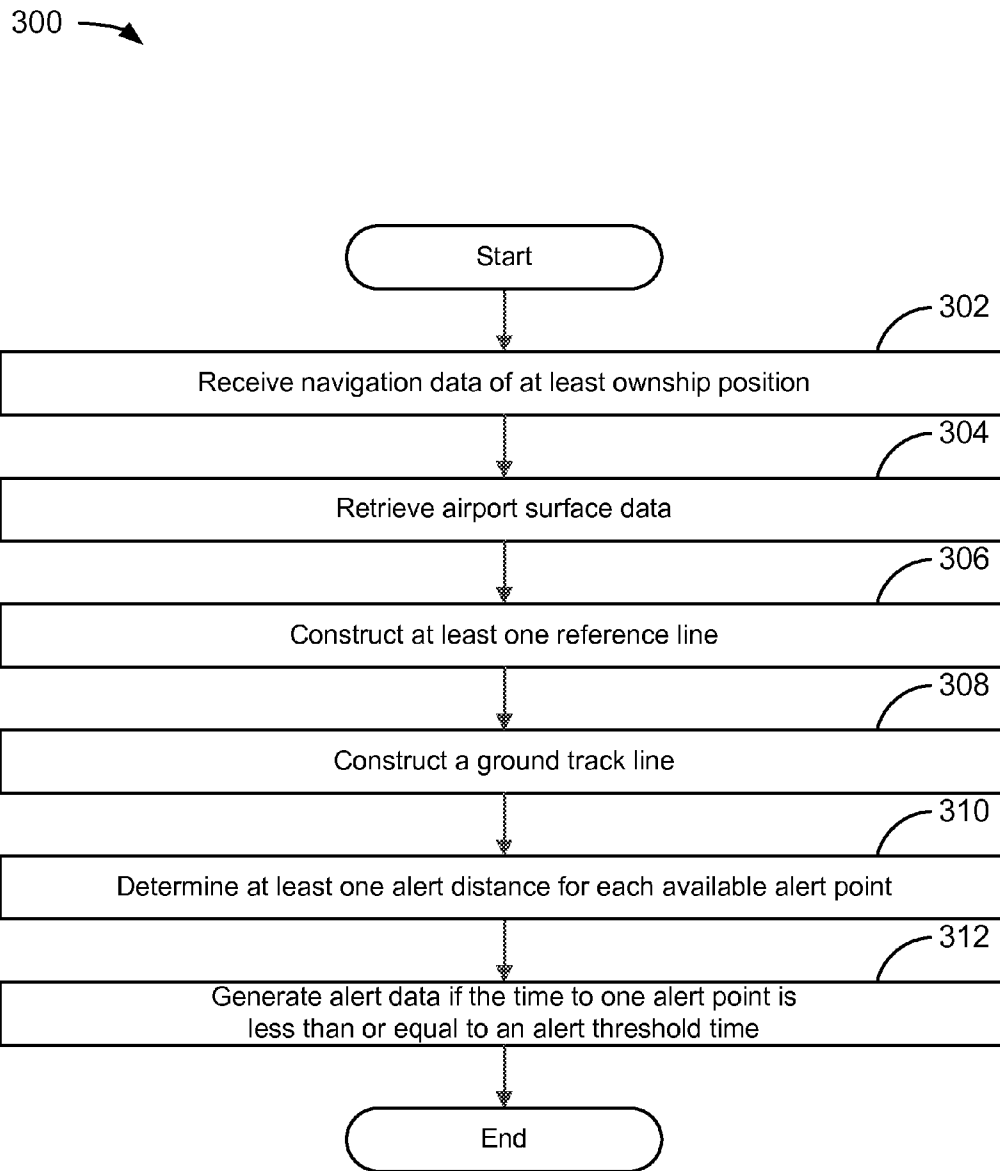 300
Start
302
Receive navigation data of at least ownship position
304
Retrieve airport surface data
306
Construct at least one reference line
308
Construct a ground track line
310
Determine at least one alert distance for each available alert point
312
Generate alert data if the time to one alert point is
less than or equal to an alert threshold time
End